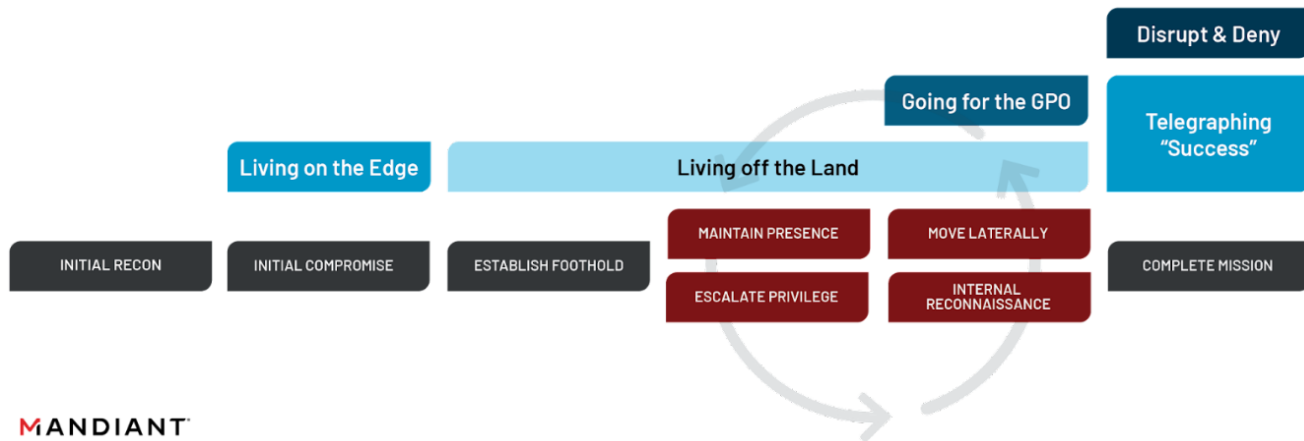 Disrupt & Deny
Going for the GPO
Telegraphing
“Success”
Living on the Edge
Living off the Land
MAINTAIN PRESENCE
MOVE LATERALLY
INITIAL RECON
INITIAL COMPROMISE
ESTABLISH FOOTHOLD
COMPLETE MISSION
ESCALATE PRIVILEGE
INTERNAL
RECONNAISSANCE
MANDIANT